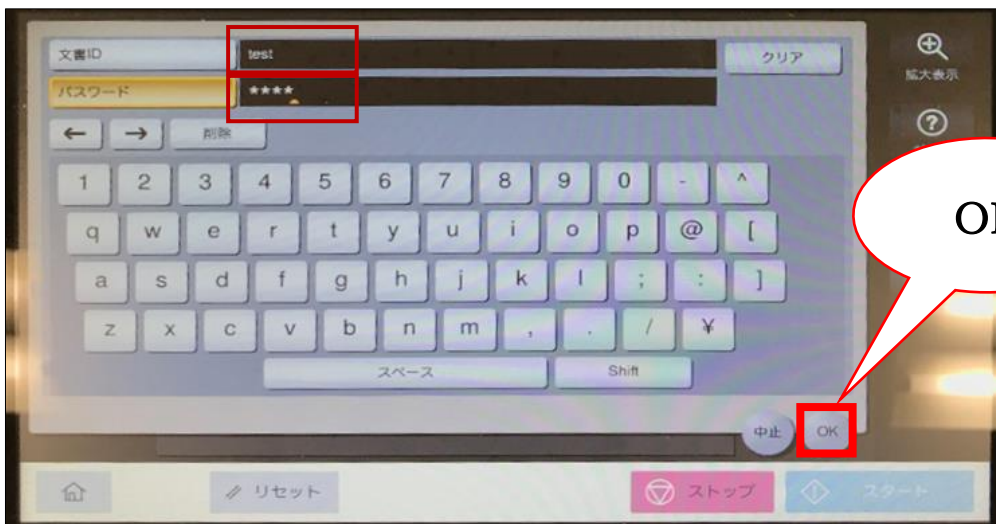 文書ID test クリア
パスワード ****
← → 削除
1 2 3 4 5 6 7 8 9 0 - ^
q w e r t y u i o p @ [
a s d f g h j k l ; : ]
z x c v b n m , . / ¥
スペース Shift
中止 OK
リセット ストップ スタート
拡大表示